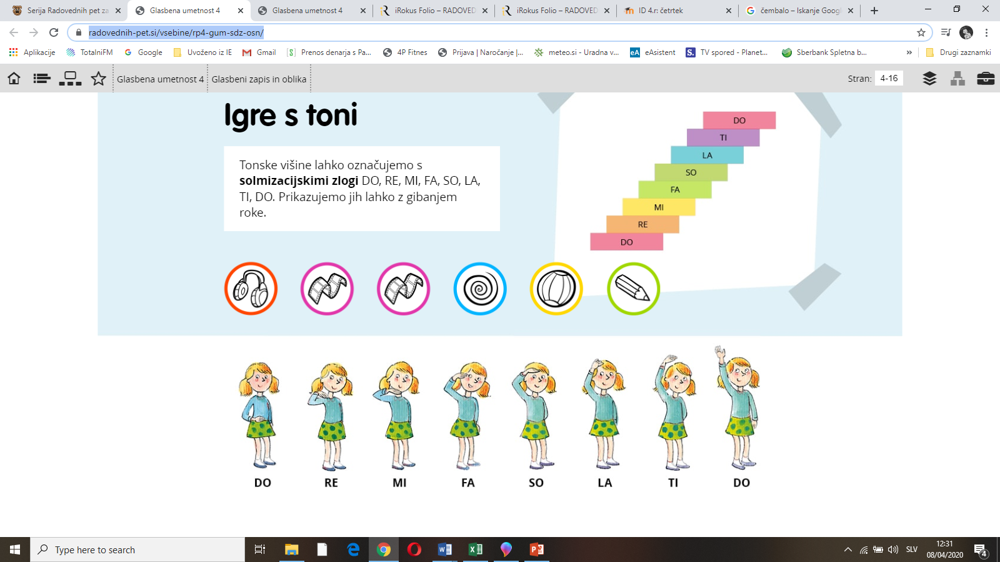 Serija Radovednih pet za
Glasbena umetnost 4
Glasbena umetnost 4
iRokus Folio – RADOVED
iRokus Folio – RADOVED
ID 4.r: četrtek
čembalo – Iskanje Googl
radovednih-pet.si/vsebine/rp4-gum-sdz-osn/
Aplikacije
TotalniFM
Google
Uvoženo iz IE
Gmail
Prenos denarja s Pa...
4P Fitnes
Prijava | Naročanje |...
meteo.si - Uradna v...
eA eAsistent
S. TV spored - Planet...
Sberbank Spletna b...
»
Drugi zaznamki
Glasbena umetnost 4
Glasbeni zapis in oblika
Stran: 4-16
Igre s toni
Tonske višine lahko označujemo s
solmizacijskimi zlogi DO, RE, MI, FA, SO, LA,
TI, DO. Prikazujemo jih lahko z gibanjem
roke.
DO
TI
LA
SO
FA
MI
RE
DO
DO RE MI FA SO LA TI DO
Type here to search
SLV
12:31
08/04/2020
4